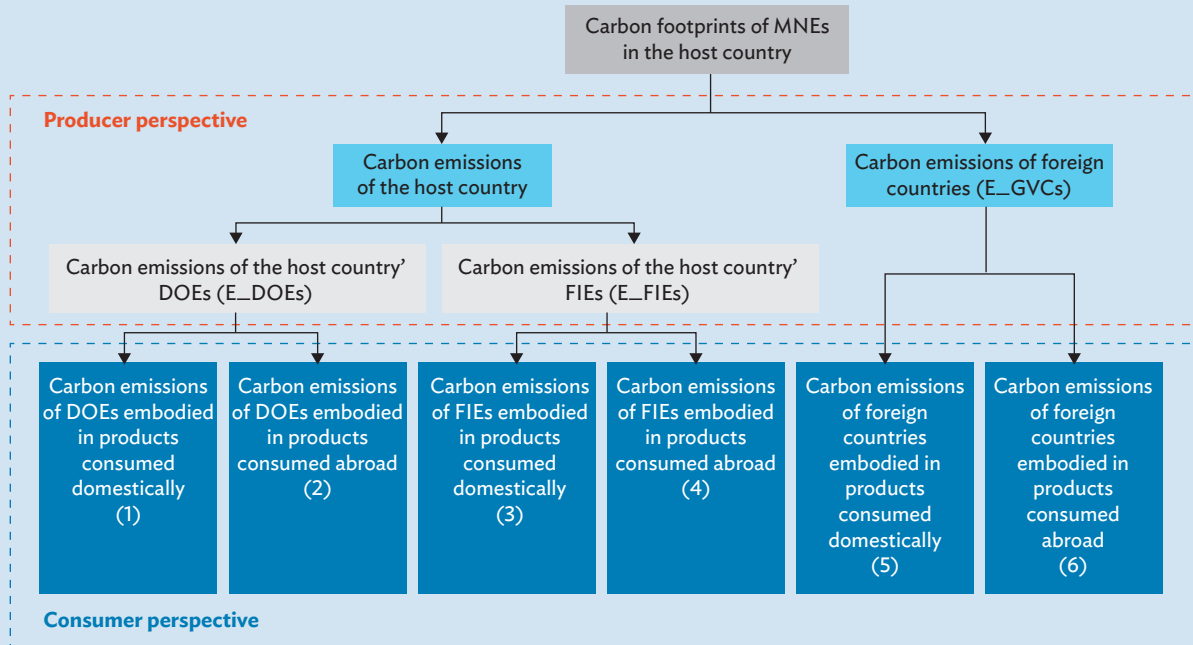 Carbon footprints of MNEs
in the host country
Producer perspective
Carbon emissions
of the host country
Carbon emissions of foreign
countries (E_GVCs)
Carbon emissions of the host country’
DOEs (E_DOEs)
Carbon emissions of the host country’
FIEs (E_FIEs)
Carbon emissions
of DOEs embodied
in products
consumed
domestically
(1)
Carbon emissions
of DOEs embodied
in products
consumed abroad
(2)
Carbon emissions
of FIEs embodied
in products
consumed
domestically
(3)
Carbon emissions
of FIEs embodied
in products
consumed abroad
(4)
Carbon emissions
of foreign
countries
embodied in
products
consumed
domestically
(5)
Carbon emissions
of foreign
countries
embodied in
products
consumed
abroad
(6)
Consumer perspective